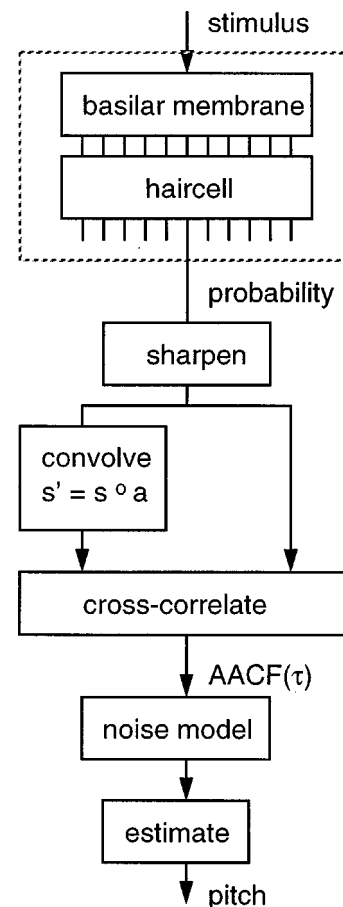 stimulus
basilar membrane
haircell
probability
sharpen
convolve
s' = s o a
cross-correlate
AACF(τ)
noise model
estimate
pitch